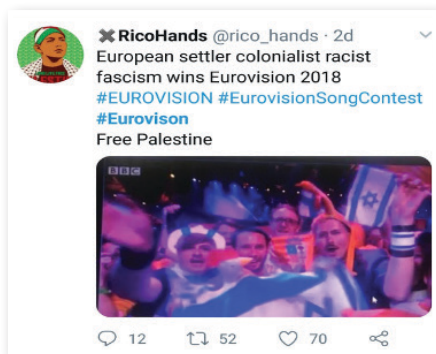 RicoHands @rico_hands · 2d
European settler colonialist racist
fascism wins Eurovision 2018
#EUROVISION #EurovisionSongContest
#Eurovison
Free Palestine
BBC
12 52 70